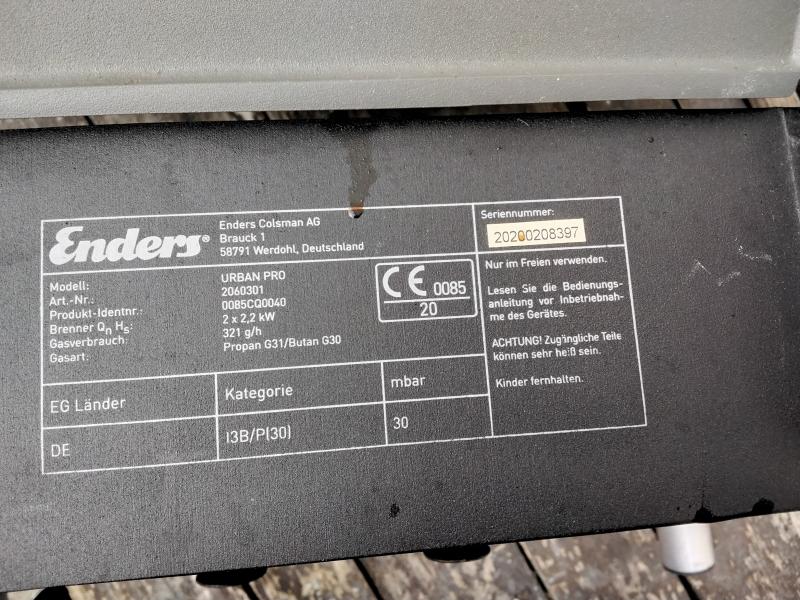 Enders®
Enders Colsman AG
Brauck 1
58791 Werdohl, Deutschland
Seriennummer:
20200208397
Modell: URBAN PRO
Art.-Nr.: 2060301
Produkt-Identnr.: 0085CQ0040
Brenner Qn Hs: 2 x 2,2 kW
Gasverbrauch: 321 g/h
Gasart: Propan G31/Butan G30
CE 0085
20
Nur im Freien verwenden.
Lesen Sie die Bedienungs-
anleitung vor Inbetriebnah-
me des Gerätes.
ACHTUNG! Zugängliche Teile
können sehr heiß sein.
Kinder fernhalten.
EG Länder Kategorie mbar
DE I3B/P(30) 30